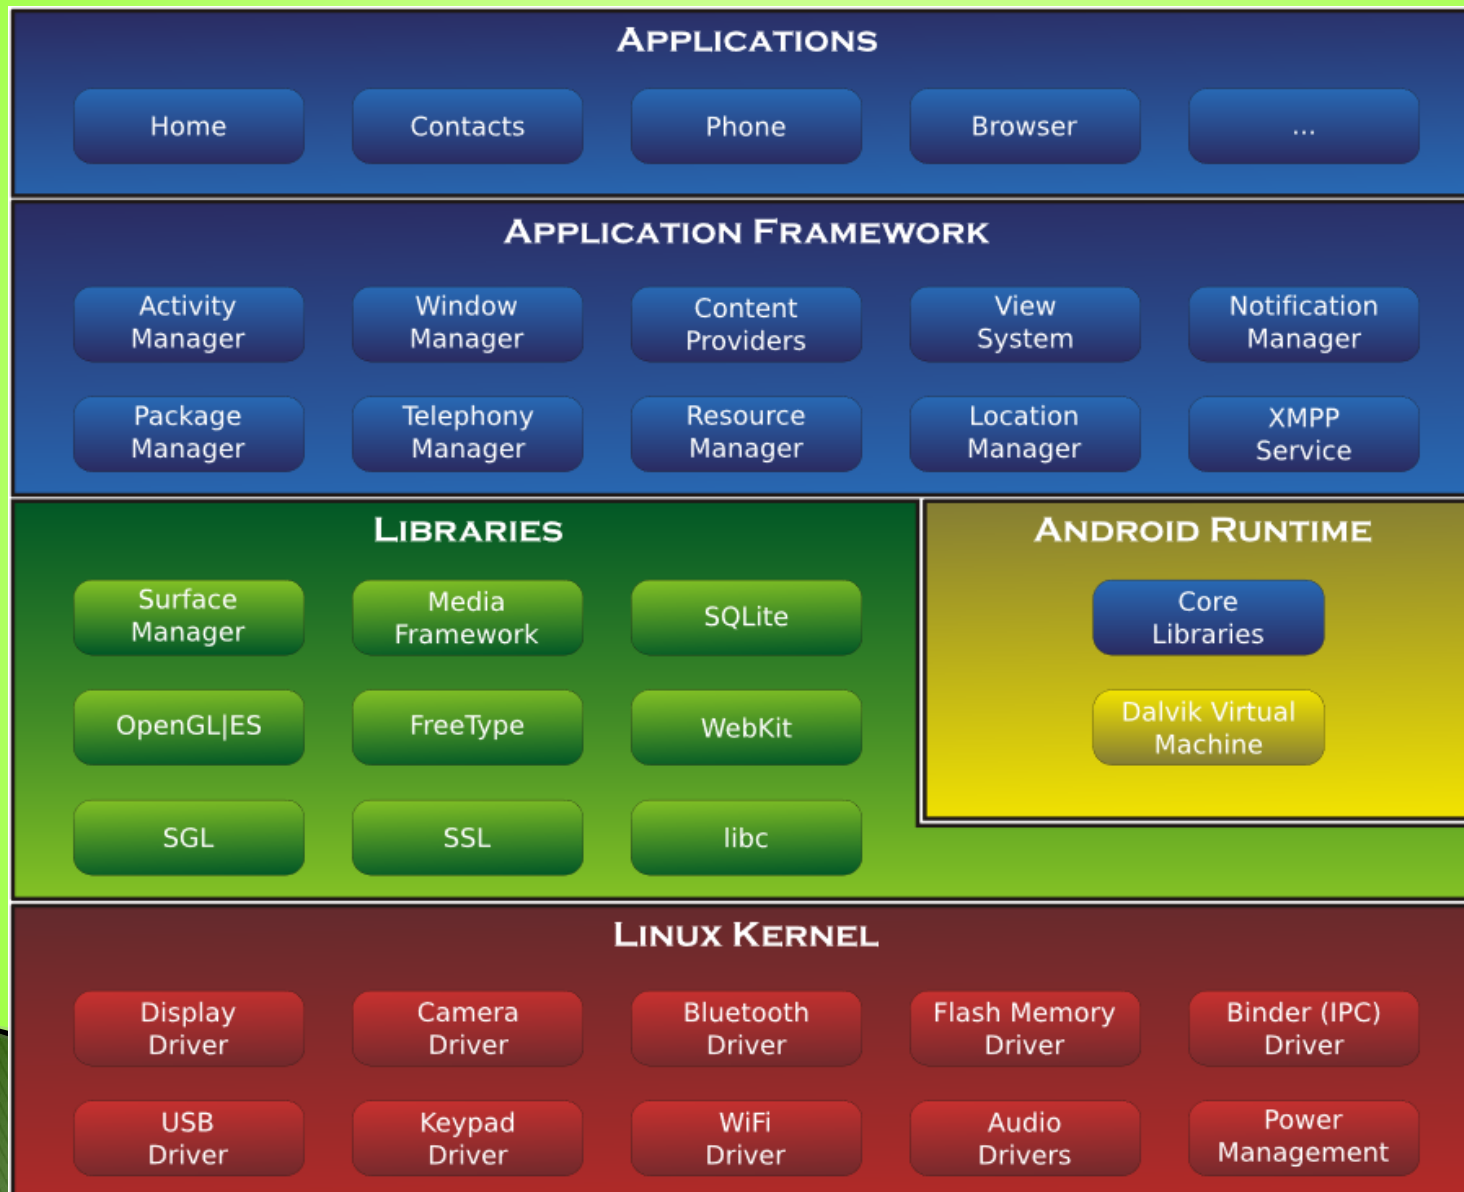 APPLICATIONS
Home
Contacts
Phone
Browser
...
APPLICATION FRAMEWORK
Activity
Manager
Window
Manager
Content
Providers
View
System
Notification
Manager
Package
Manager
Telephony
Manager
Resource
Manager
Location
Manager
XMPP
Service
LIBRARIES
Surface
Manager
Media
Framework
SQLite
OpenGL|ES
FreeType
WebKit
SGL
SSL
libc
ANDROID RUNTIME
Core
Libraries
Dalvik Virtual
Machine
LINUX KERNEL
Display
Driver
Camera
Driver
Bluetooth
Driver
Flash Memory
Driver
Binder (IPC)
Driver
USB
Driver
Keypad
Driver
WiFi
Driver
Audio
Drivers
Power
Management